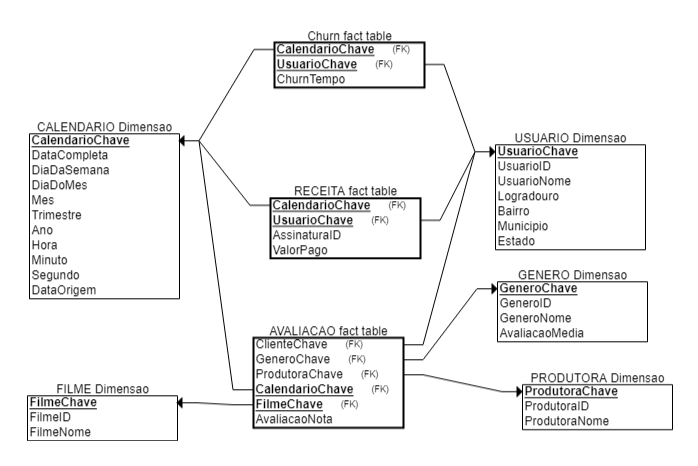 Churn fact table
CalendarioChave (FK)
UsuarioChave (FK)
ChurnTempo
CALENDARIO Dimensao
CalendarioChave
DataCompleta
DiaDaSemana
DiaDoMes
Mes
Trimestre
Ano
Hora
Minuto
Segundo
DataOrigem
USUARIO Dimensao
UsuarioChave
UsuarioID
UsuarioNome
Logradouro
Bairro
Municipio
Estado
RECEITA fact table
CalendarioChave (FK)
UsuarioChave (FK)
AssinaturaID
ValorPago
GENERO Dimensao
GeneroChave
GeneroID
GeneroNome
AvaliacaoMedia
AVALIACAO fact table
ClienteChave (FK)
GeneroChave (FK)
ProdutoraChave (FK)
CalendarioChave (FK)
FilmeChave (FK)
AvaliacaoNota
FILME Dimensao
FilmeChave
FilmeID
FilmeNome
PRODUTORA Dimensao
ProdutoraChave
ProdutoraID
ProdutoraNome